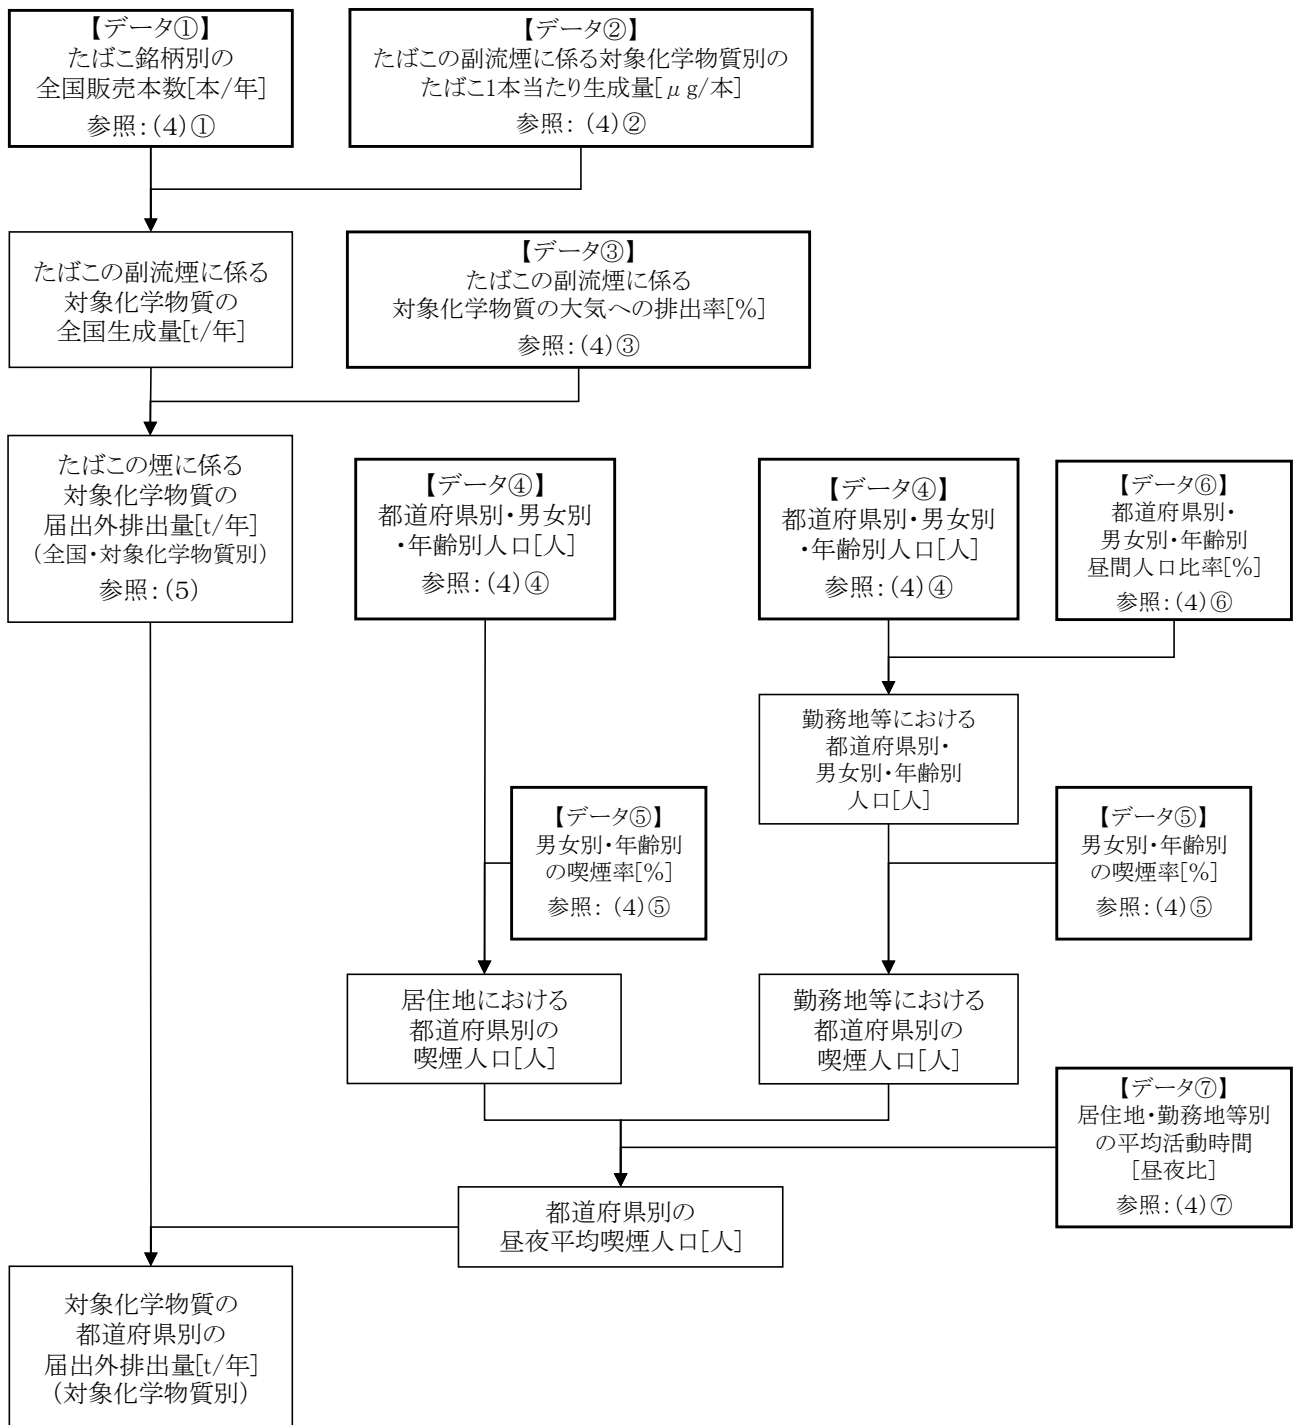 【データ①】
たばこ銘柄別の
全国販売本数[本/年]
参照：(4)①
【データ②】
たばこの副流煙に係る対象化学物質別の
たばこ1本当たり生成量[μg/本]
参照： (4)②
たばこの副流煙に係る
対象化学物質の
全国生成量[t/年]
【データ③】
たばこの副流煙に係る
対象化学物質の大気への排出率[%]
参照：(4)③
たばこの煙に係る
対象化学物質の
届出外排出量[t/年]
(全国・対象化学物質別)
参照：(5)
【データ④】
都道府県別・男女別
・年齢別人口[人]
参照：(4)④
【データ④】
都道府県別・男女別
・年齢別人口[人]
参照：(4)④
【データ⑥】
都道府県別・
男女別・年齢別
昼間人口比率[%]
参照：(4)⑥
勤務地等における
都道府県別・
男女別・年齢別
人口[人]
【データ⑤】
男女別・年齢別
の喫煙率[%]
参照： (4)⑤
【データ⑤】
男女別・年齢別
の喫煙率[%]
参照：(4)⑤
居住地における
都道府県別の
喫煙人口[人]
勤務地等における
都道府県別の
喫煙人口[人]
【データ⑦】
居住地・勤務地等別
の平均活動時間
[昼夜比]
参照：(4)⑦
都道府県別の
昼夜平均喫煙人口[人]
対象化学物質の
都道府県別の
届出外排出量[t/年]
(対象化学物質別)